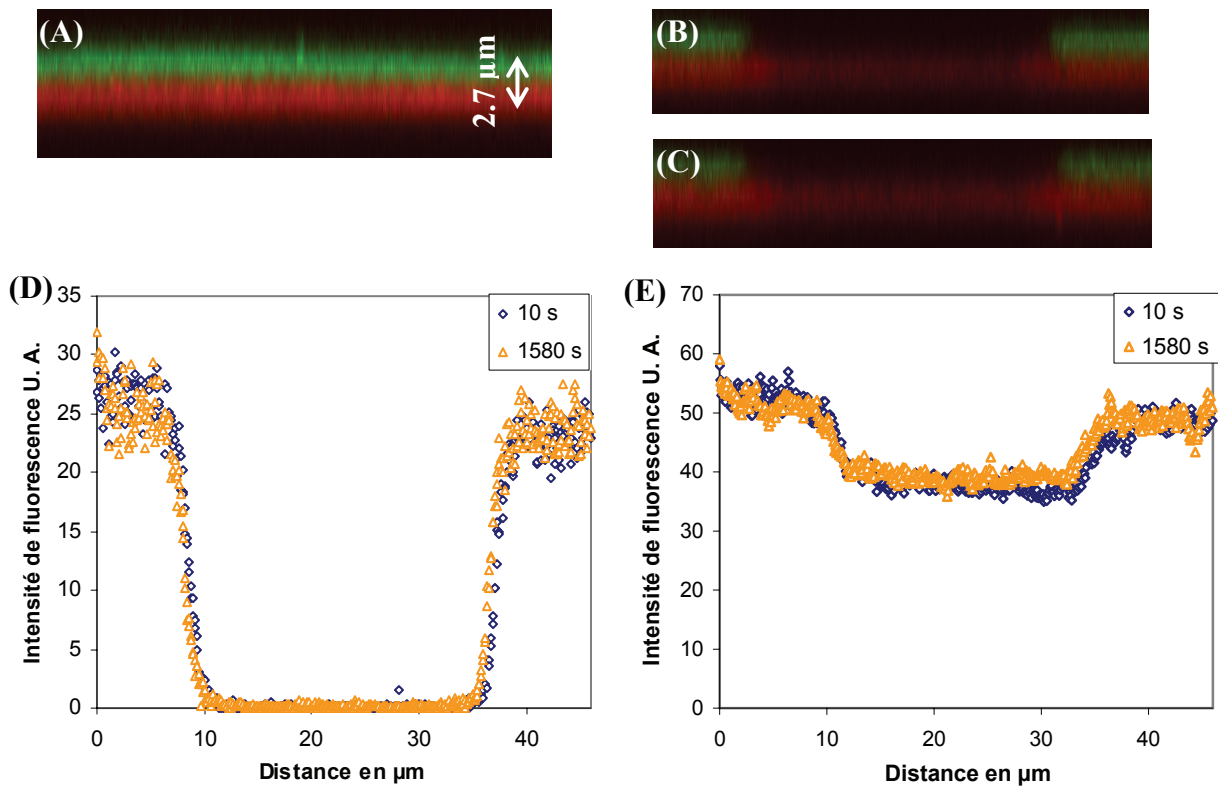 (A)
2.7 µm
(B)
(C)
(D)
35
30
25
20
15
10
5
0
Intensité de fluorescence U. A.
10 s
1580 s
0 10 20 30 40
Distance en µm
(E)
70
60
50
40
30
20
10
0
Intensité de fluorescence U. A.
10 s
1580 s
0 10 20 30 40
Distance en µm